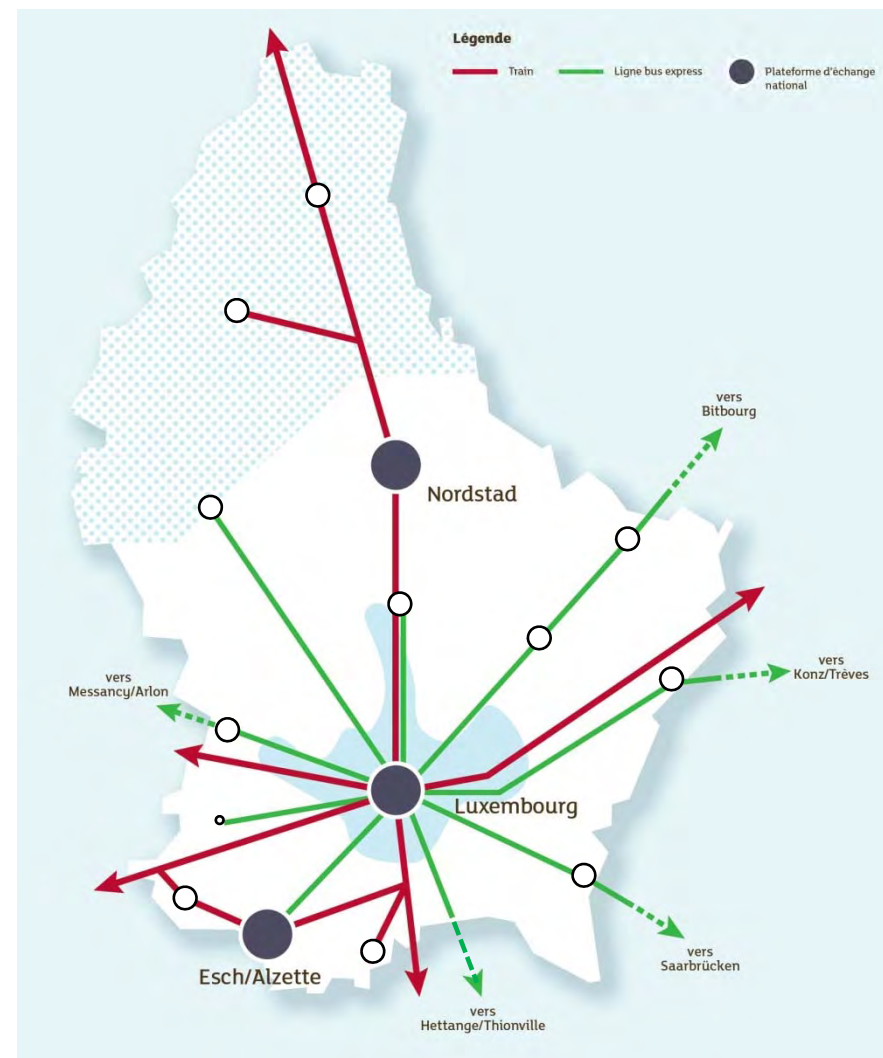 Légende
Train
Ligne bus express
Plateforme d'échange
national
vers
Bitbourg
Nordstad
vers
Konz/Trèves
vers
Messancy/Arlon
Luxembourg
vers
Saarbrücken
Esch/Alzette
vers
Hettange/Thionville